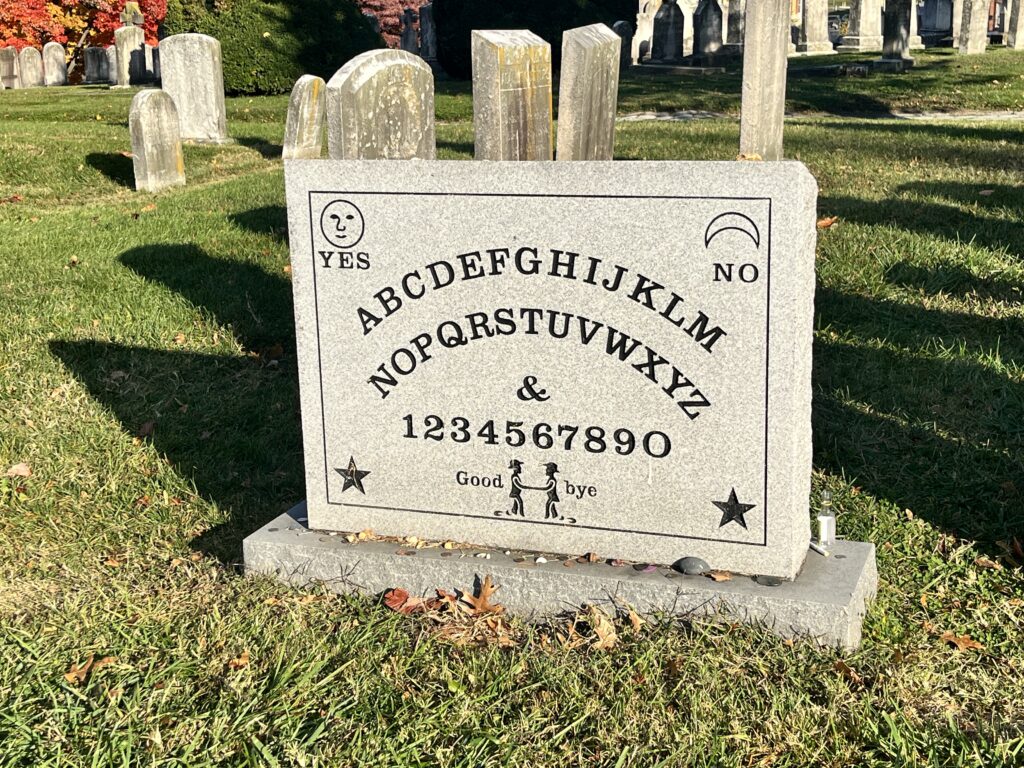 YES NO
ABCDEFGHIJKLM
NOPQRSTUVWXYZ
&
1234567890
Good bye